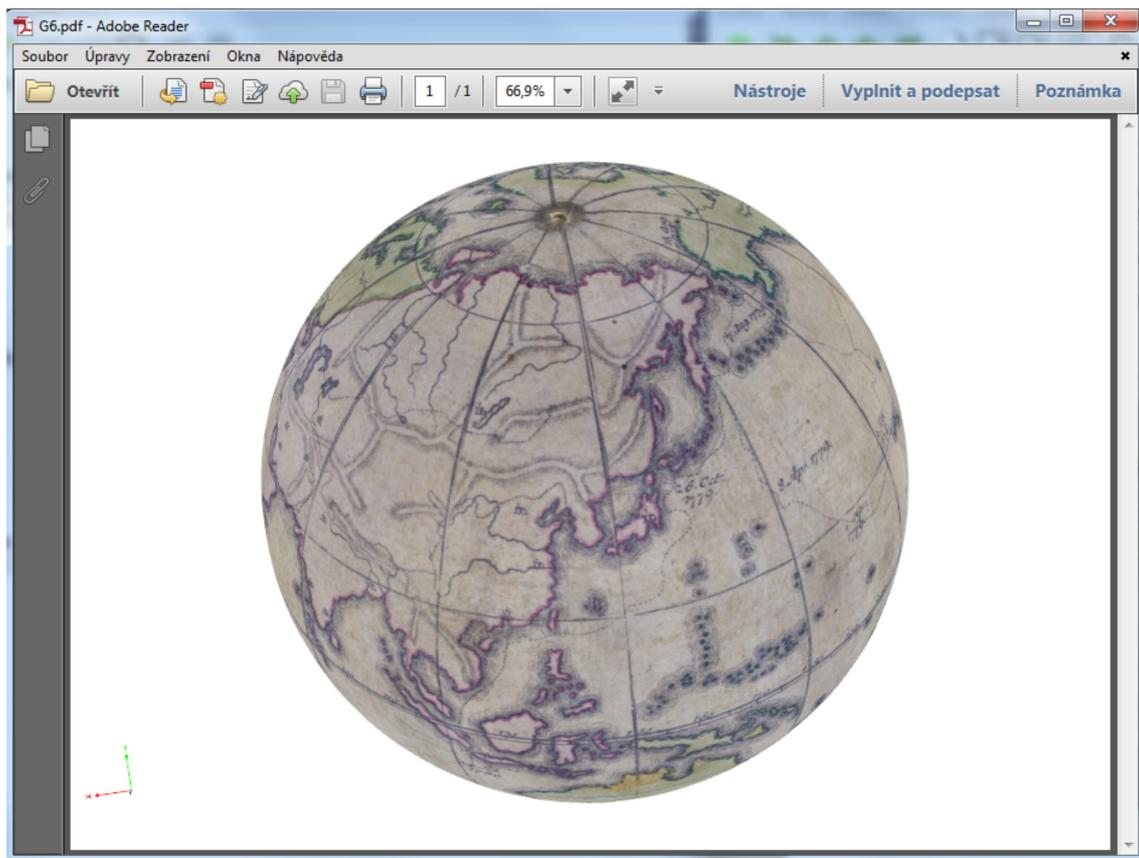 G6.pdf - Adobe Reader
Soubor Úpravy Zobrazení Okna Nápověda
Otevřít 1 / 1 66,9% Nástroje Vyplnit a podepsat Poznámka
9. Apr. 1779
26. Oct.
1779
1779